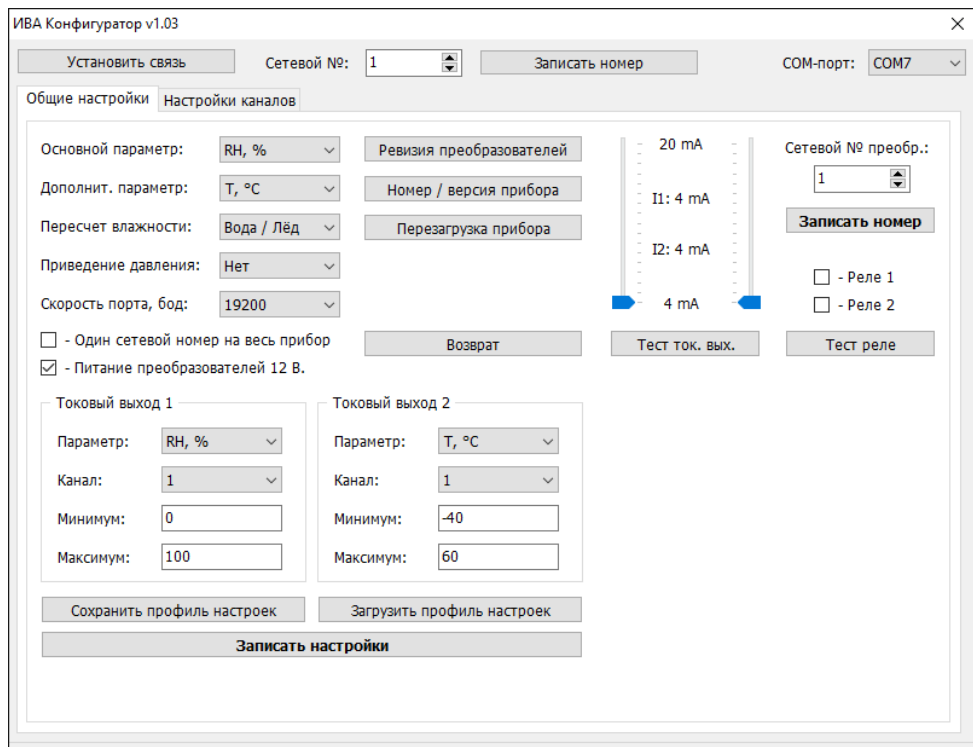 ИВА Конфигуратор v1.03
Установить связь Сетевой №: 1 Записать номер COM-порт: COM7
Общие настройки Настройки каналов
Основной параметр: RH, % Ревизия преобразователей 20 mA Сетевой № преобр.:
Дополнит. параметр: T, °C Номер / версия прибора I1: 4 mA 1
Пересчет влажности: Вода / Лёд Перезагрузка прибора Записать номер
I2: 4 mA
Приведение давления: Нет - Реле 1
Скорость порта, бод: 19200 4 mA - Реле 2
- Один сетевой номер на весь прибор Возврат Тест ток. вых. Тест реле
- Питание преобразователей 12 В.
Токовый выход 1 Токовый выход 2
Параметр: RH, % Параметр: T, °C
Канал: 1 Канал: 1
Минимум: 0 Минимум: -40
Максимум: 100 Максимум: 60
Сохранить профиль настроек Загрузить профиль настроек
Записать настройки